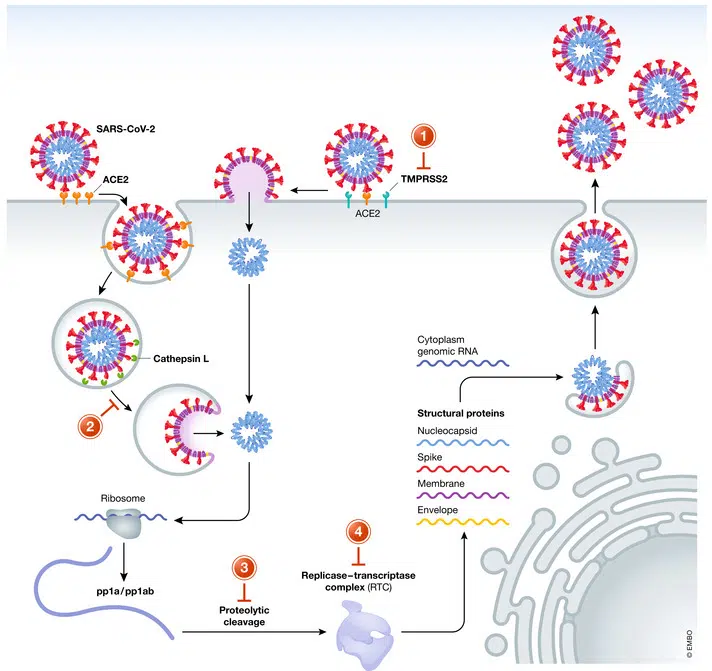 SARS-CoV-2
ACE2
1
TMPRSS2
ACE2
Cathepsin L
2
Ribosome
pp1a/pp1ab
3
Proteolytic
cleavage
4
Replicase–transcriptase
complex (RTC)
Cytoplasm
genomic RNA
Structural proteins
Nucleocapsid
Spike
Membrane
Envelope
© EMBO